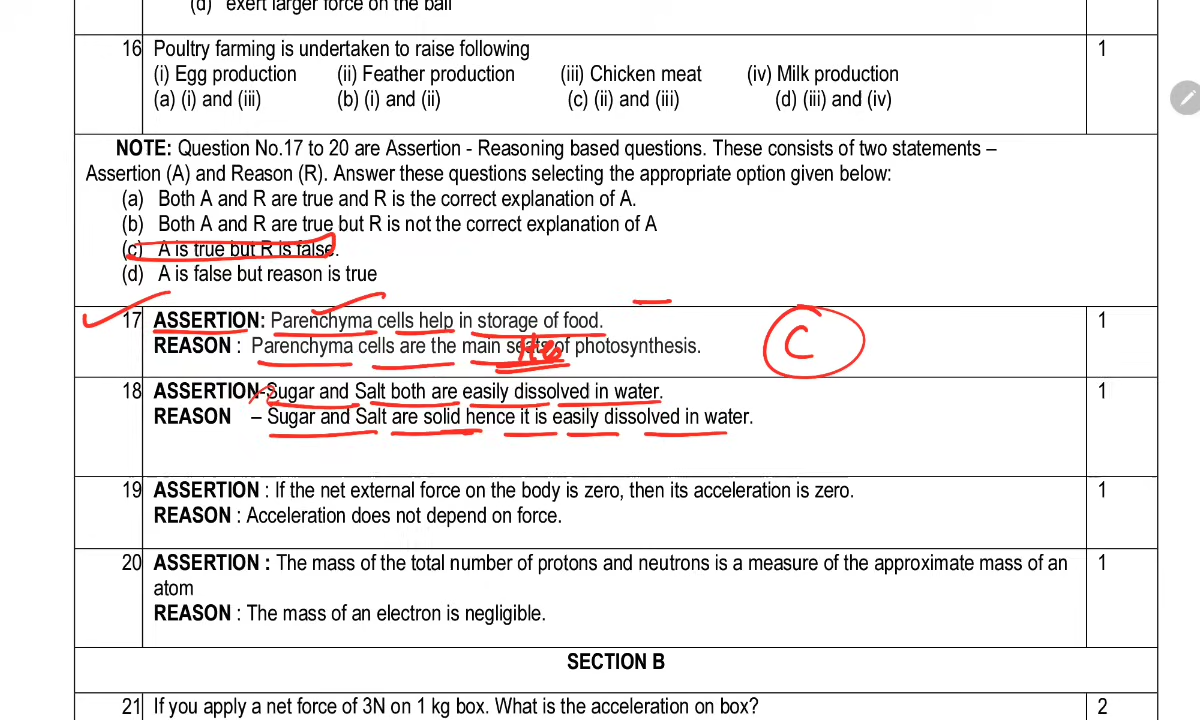 (d) exert larger force on the ball
16 Poultry farming is undertaken to raise following 1
(i) Egg production (ii) Feather production (iii) Chicken meat (iv) Milk production
(a) (i) and (iii) (b) (i) and (ii) (c) (ii) and (iii) (d) (iii) and (iv)
NOTE: Question No.17 to 20 are Assertion - Reasoning based questions. These consists of two statements –
Assertion (A) and Reason (R). Answer these questions selecting the appropriate option given below:
(a) Both A and R are true and R is the correct explanation of A.
(b) Both A and R are true but R is not the correct explanation of A
(c) A is true but R is false.
(d) A is false but reason is true
17 ASSERTION: Parenchyma cells help in storage of food. 1
REASON : Parenchyma cells are the main seats of photosynthesis.
C
18 ASSERTION-Sugar and Salt both are easily dissolved in water. 1
REASON – Sugar and Salt are solid hence it is easily dissolved in water.
19 ASSERTION : If the net external force on the body is zero, then its acceleration is zero. 1
REASON : Acceleration does not depend on force.
20 ASSERTION : The mass of the total number of protons and neutrons is a measure of the approximate mass of an 1
atom
REASON : The mass of an electron is negligible.
SECTION B
21 If you apply a net force of 3N on 1 kg box. What is the acceleration on box? 2